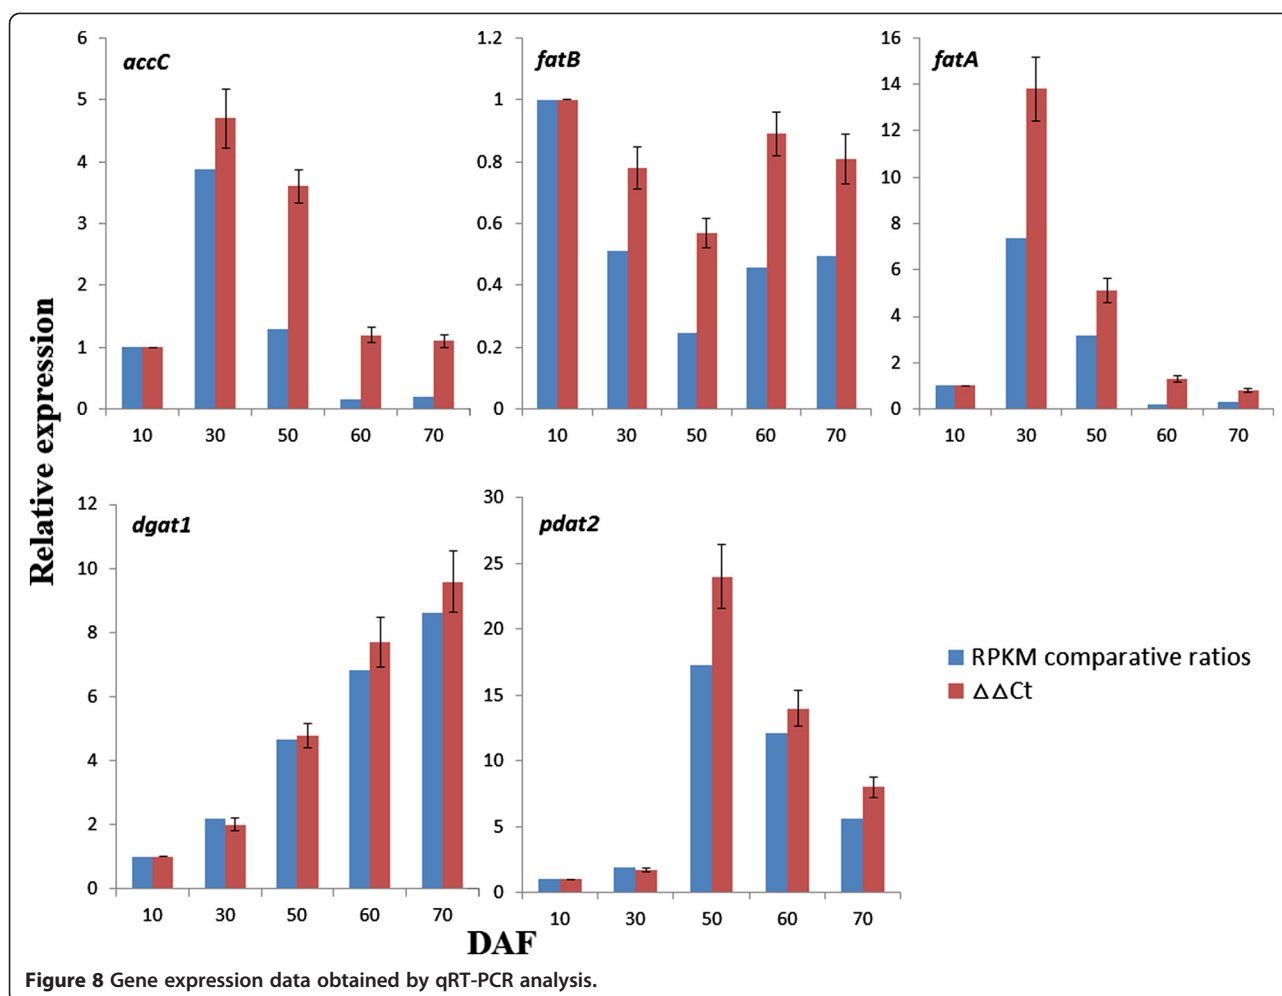 Relative expression
accC
6
5
4
3
2
1
0
10 30 50 60 70
fatB
1.2
1
0.8
0.6
0.4
0.2
0
10 30 50 60 70
fatA
16
14
12
10
8
6
4
2
0
10 30 50 60 70
dgat1
12
10
8
6
4
2
0
10 30 50 60 70
pdat2
30
25
20
15
10
5
0
10 30 50 60 70
RPKM comparative ratios
△△Ct
DAF
Figure 8 Gene expression data obtained by qRT-PCR analysis.